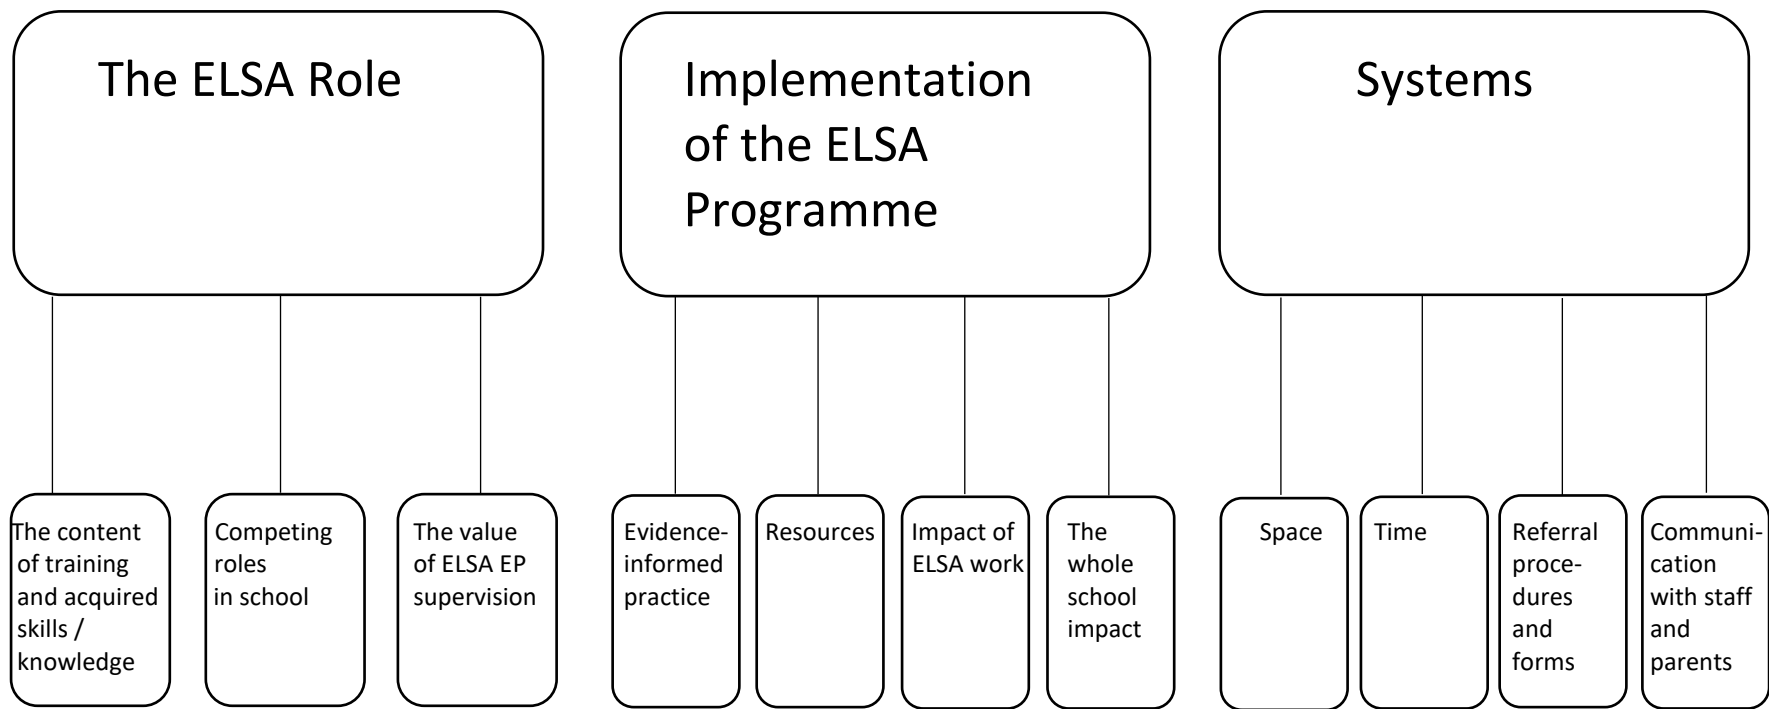 The ELSA Role
Implementation
of the ELSA
Programme
Systems
The content
of training
and acquired
skills /
knowledge
Competing
roles
in school
The value
of ELSA EP
supervision
Evidence-
informed
practice
Resources
Impact of
ELSA work
The
whole
school
impact
Space
Time
Referral
proce-
dures
and
forms
Communi-
cation
with staff
and
parents